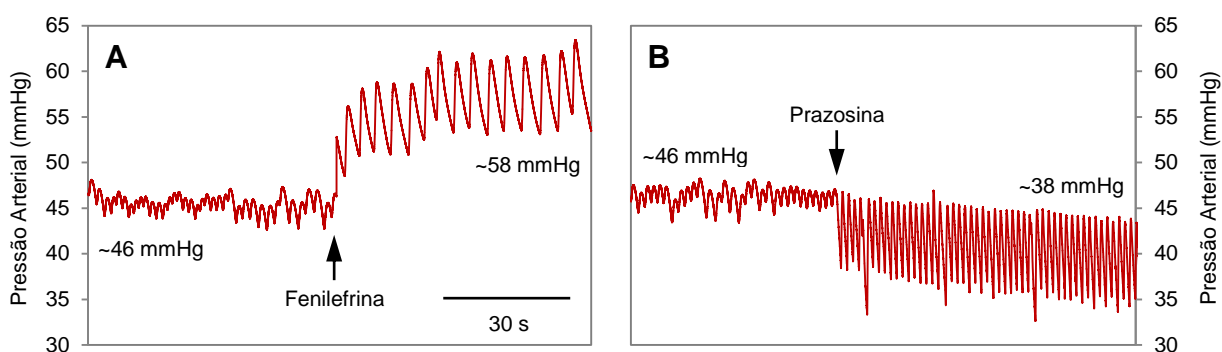 Pressão Arterial (mmHg)
65
60
55
50
45
40
35
30
A
~46 mmHg
~58 mmHg
Fenilefrina
30 s
B
Prazosina
~46 mmHg
~38 mmHg
65
60
55
50
45
40
35
30
Pressão Arterial (mmHg)